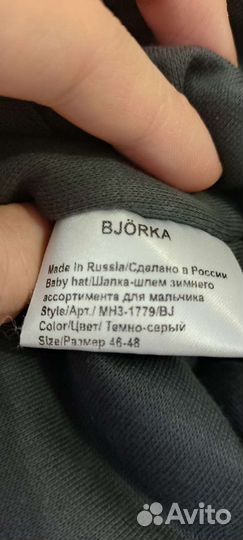 BJÖRKA
Made in Russia/Сделано в России
Baby hat/Шапка-шлем зимнего
ассортимента для мальчика
Style/Арт./ МНЗ-1779/BJ
Color/Цвет/ Темно-серый
Size/Размер 46-48
Avito